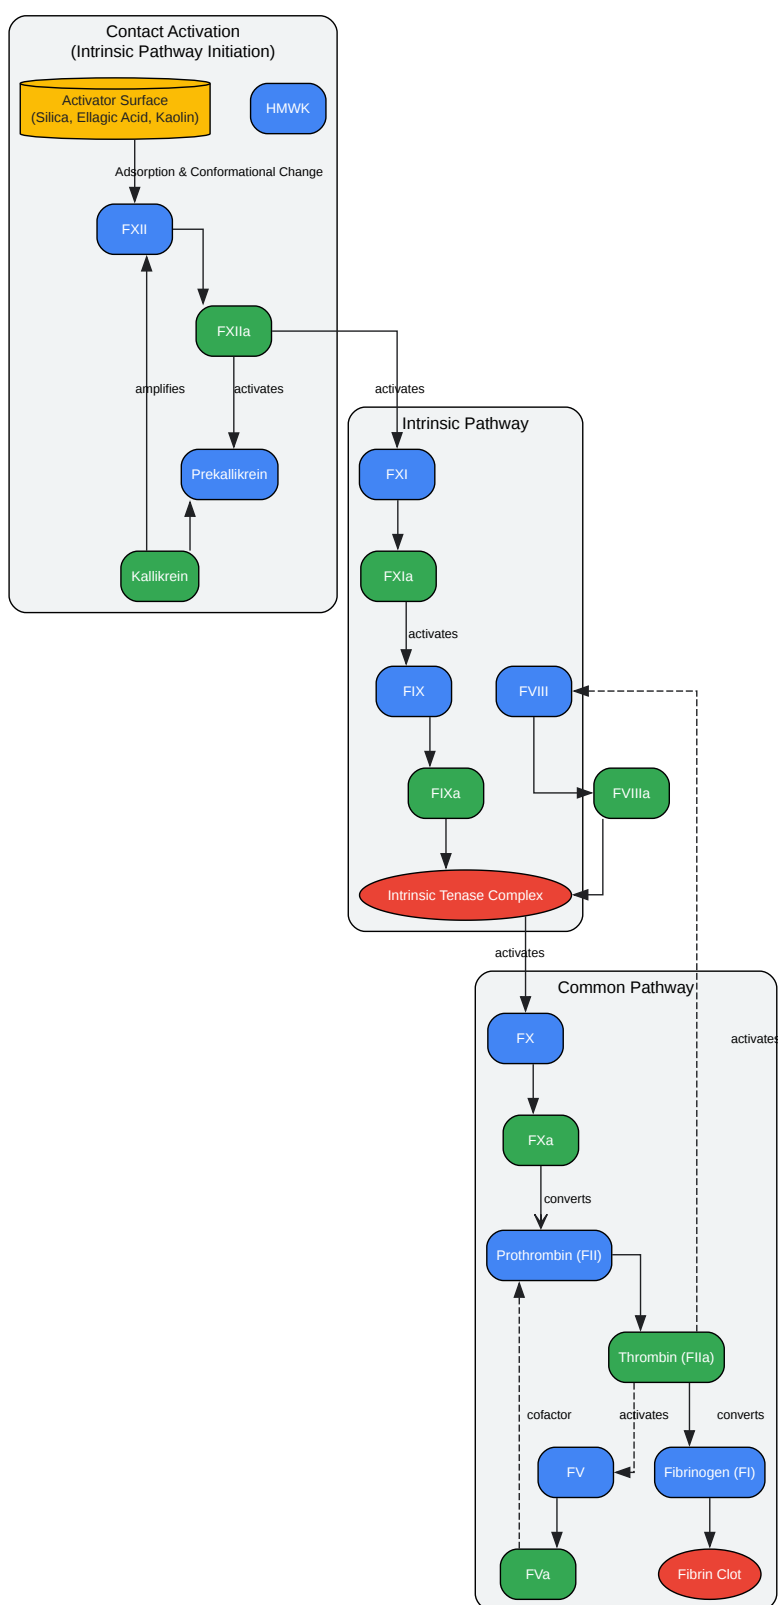 Contact Activation
(Intrinsic Pathway Initiation)
Activator Surface
(Silica, Ellagic Acid, Kaolin)
HMWK
Adsorption & Conformational Change
FXII
FXIIa
amplifies
activates
activates
Intrinsic Pathway
Prekallikrein
FXI
Kallikrein
FXIa
activates
FIX
FVIII
FIXa
FVIIIa
Intrinsic Tenase Complex
activates
Common Pathway
FX
activates
FXa
converts
Prothrombin (FII)
Thrombin (FIIa)
cofactor
activates
converts
FV
Fibrinogen (FI)
FVa
Fibrin Clot